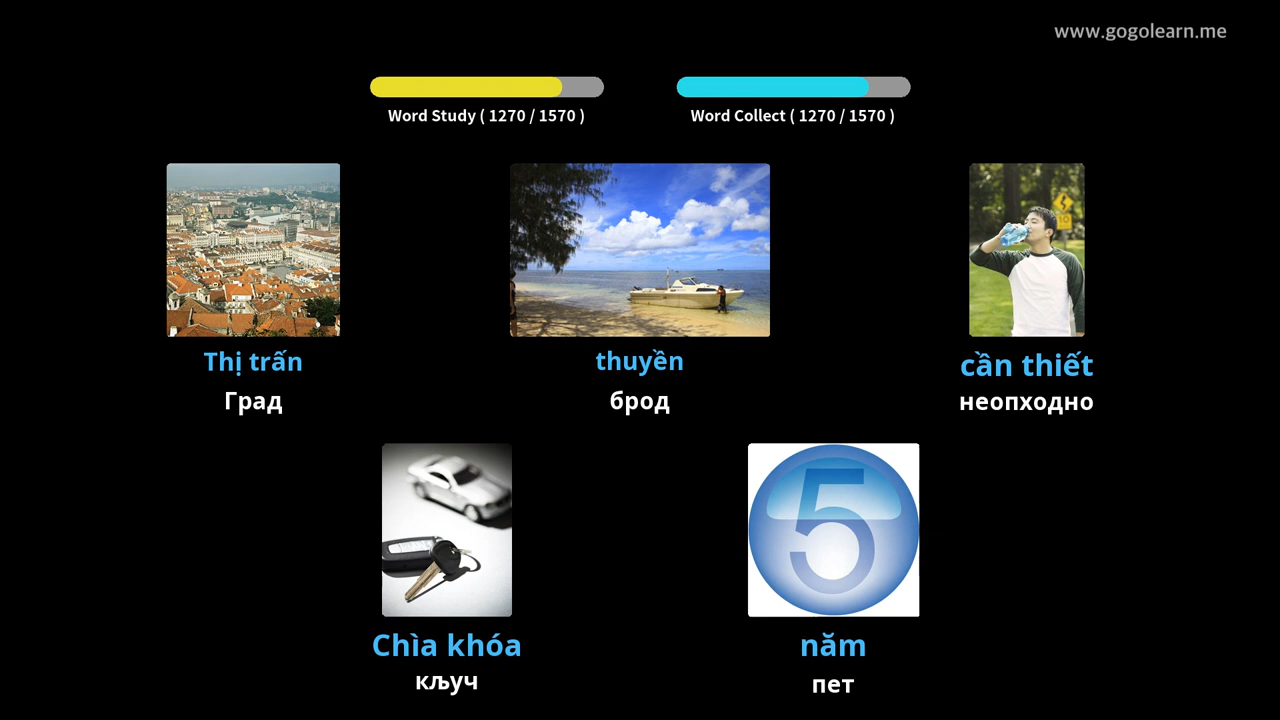 www.gogolearn.me
Word Study ( 1270 / 1570 )
Word Collect ( 1270 / 1570 )
Thị trấn
Град
thuyền
брод
cần thiết
неопходно
Chìa khóa
кључ
5
năm
пет